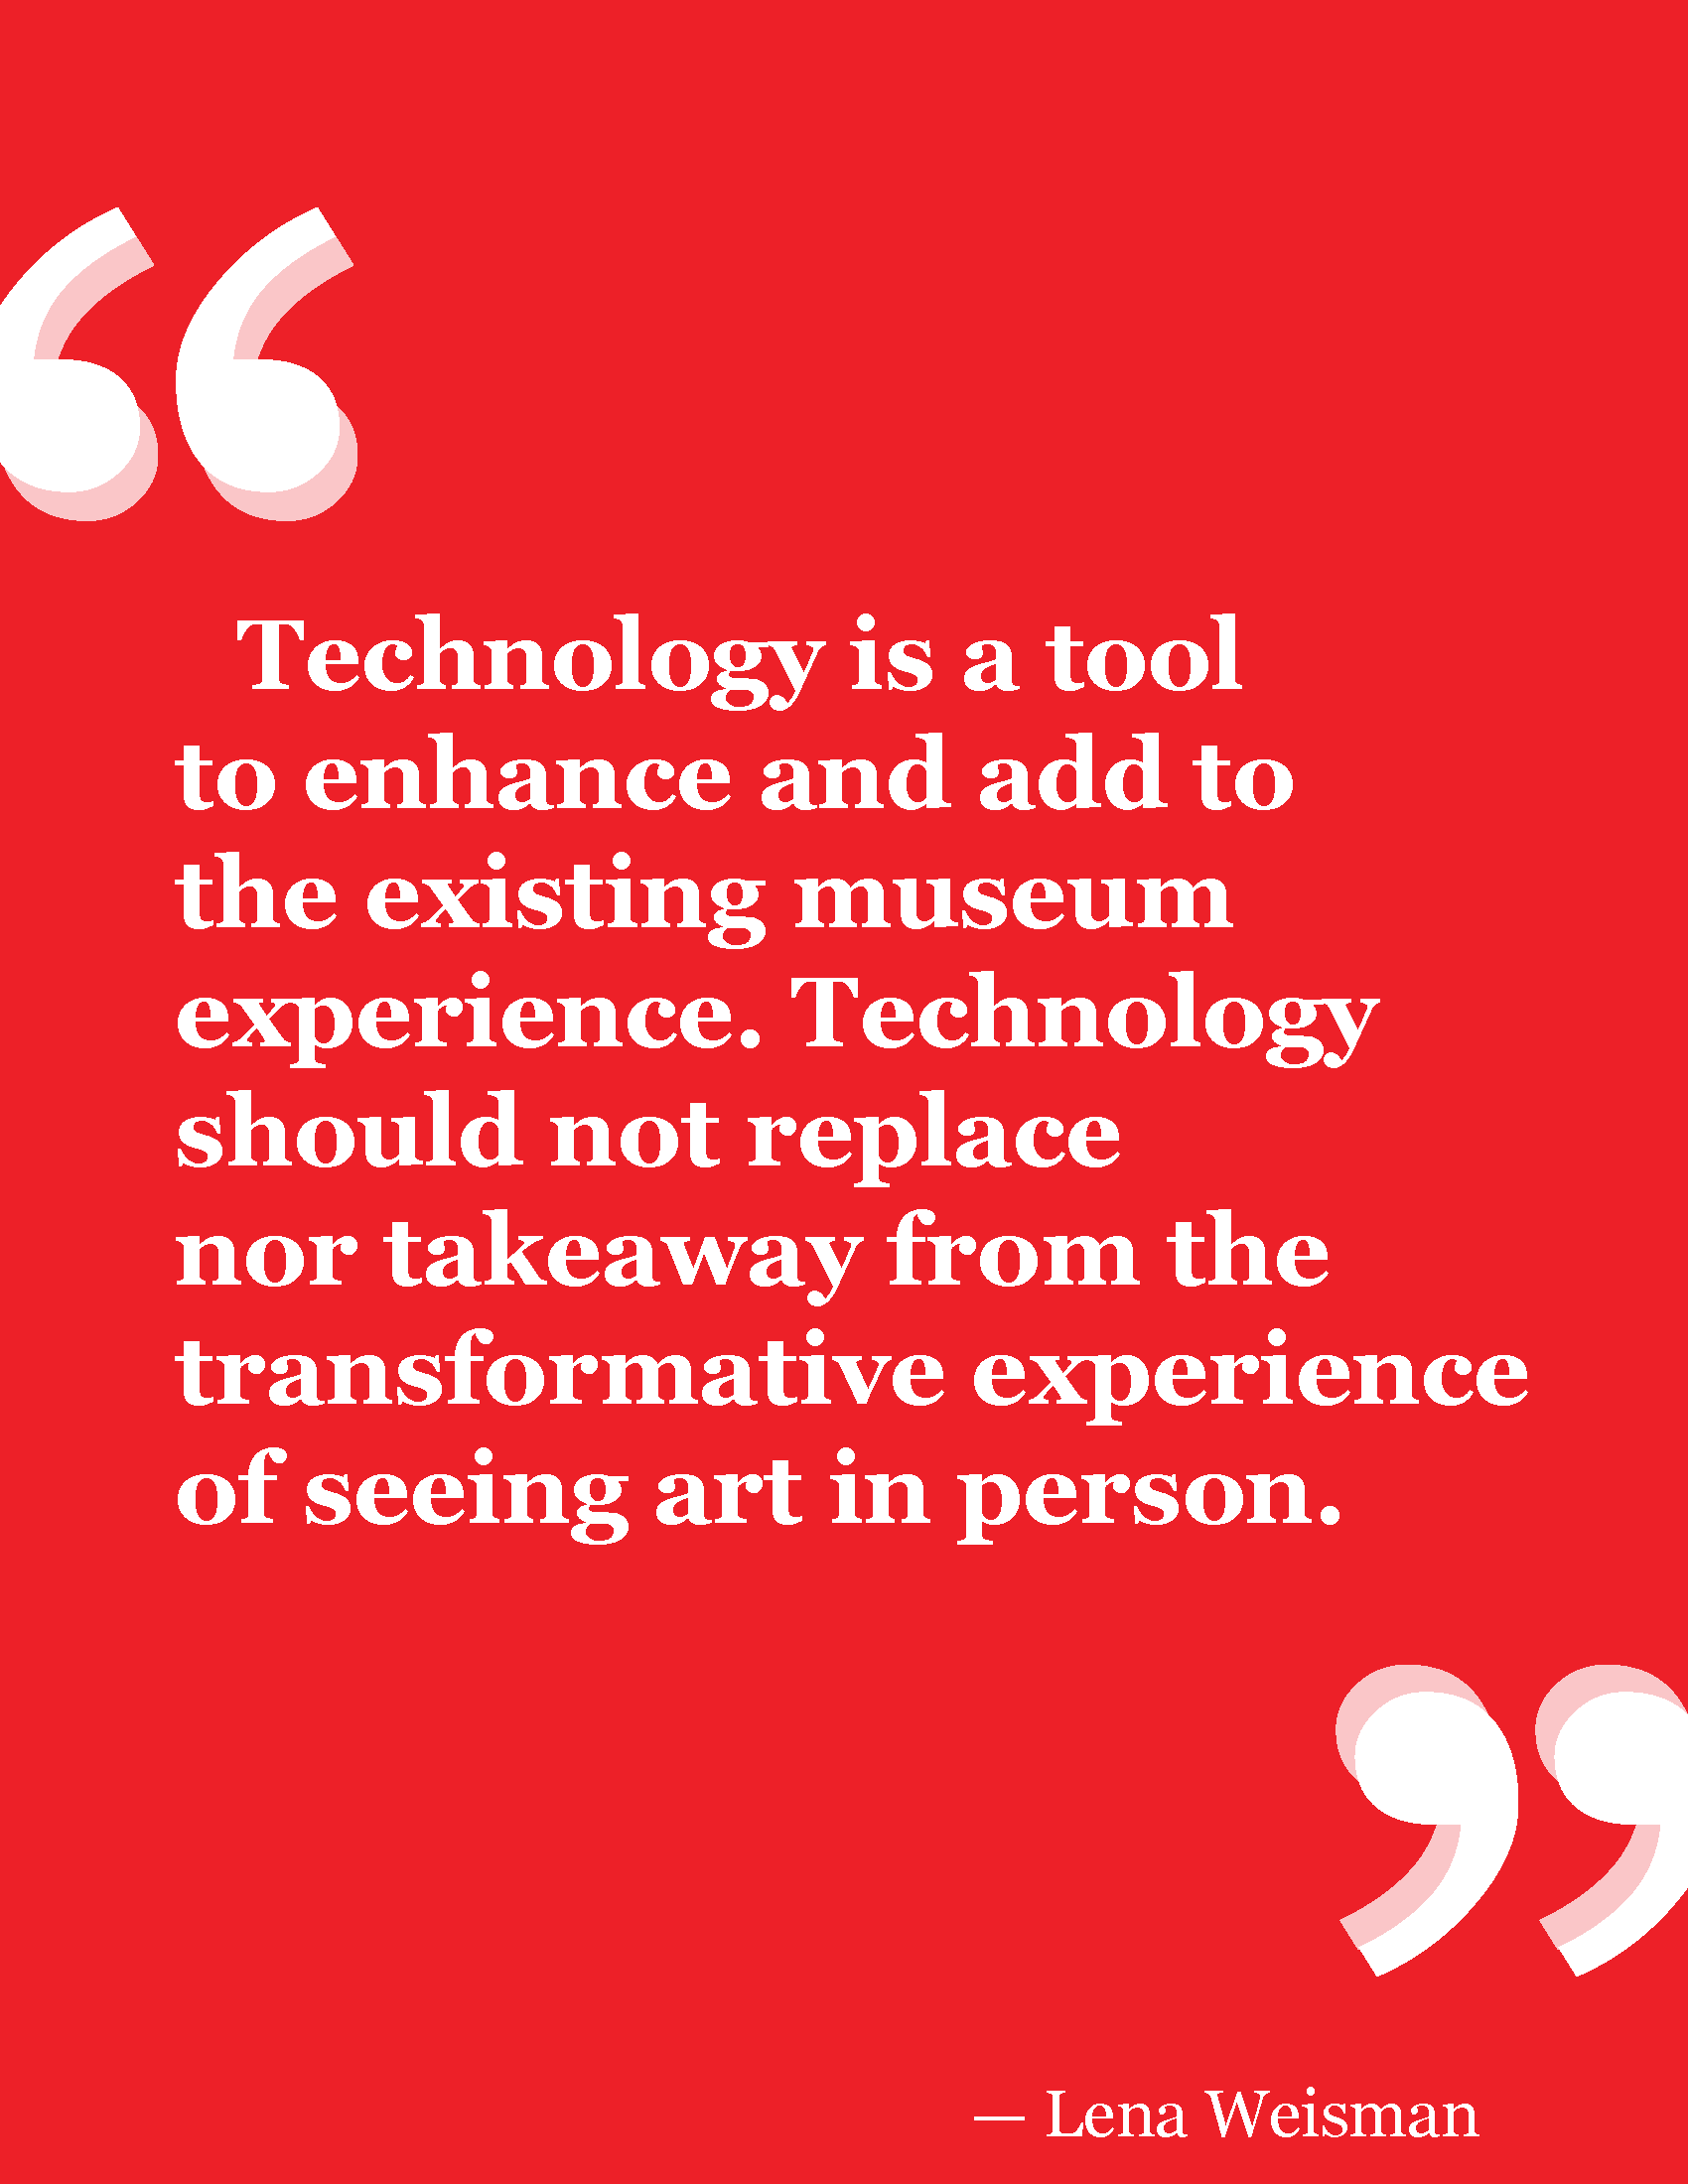 “
Technology is a tool
to enhance and add to
the existing museum
experience. Technology
should not replace
nor takeaway from the
transformative experience
of seeing art in person.
”
— Lena Weisman